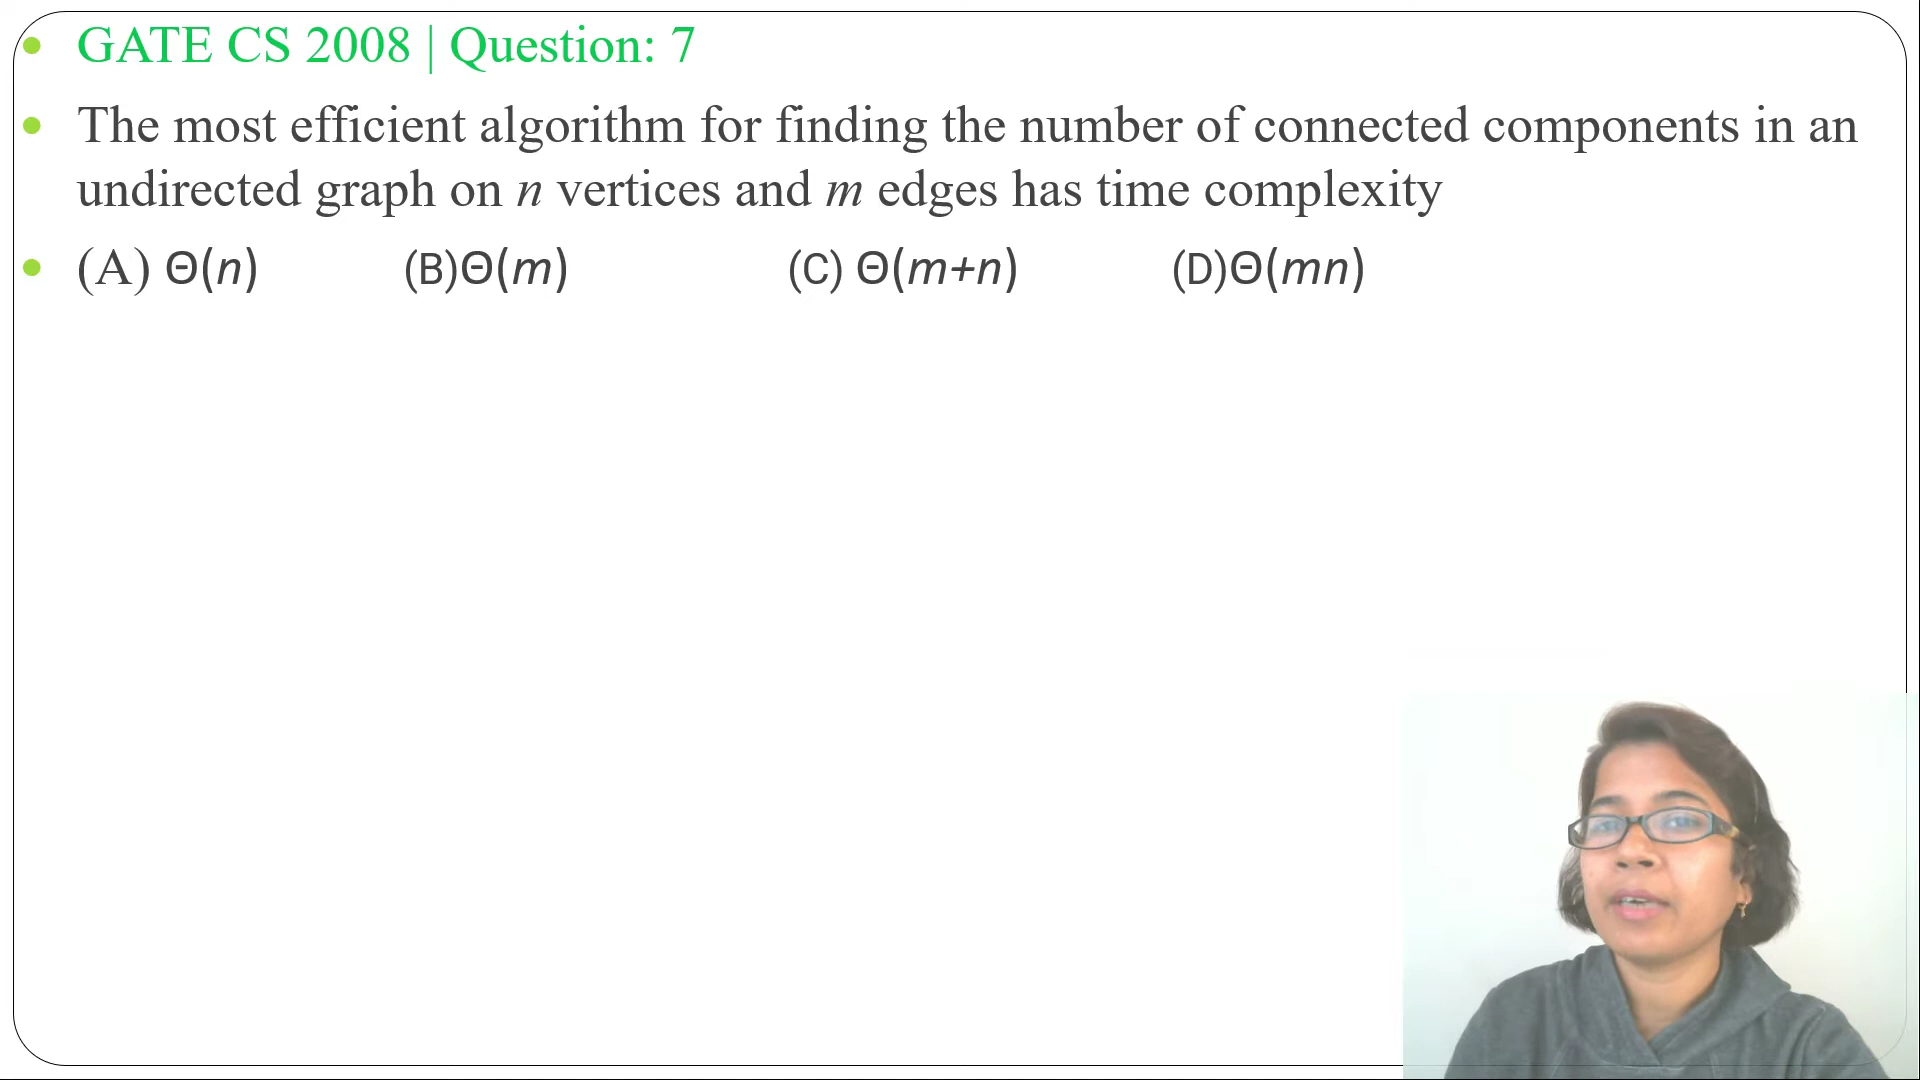 GATE CS 2008 | Question: 7
The most efficient algorithm for finding the number of connected components in an
undirected graph on n vertices and m edges has time complexity
(A) Θ(n) (B)Θ(m) (C) Θ(m+n) (D)Θ(mn)